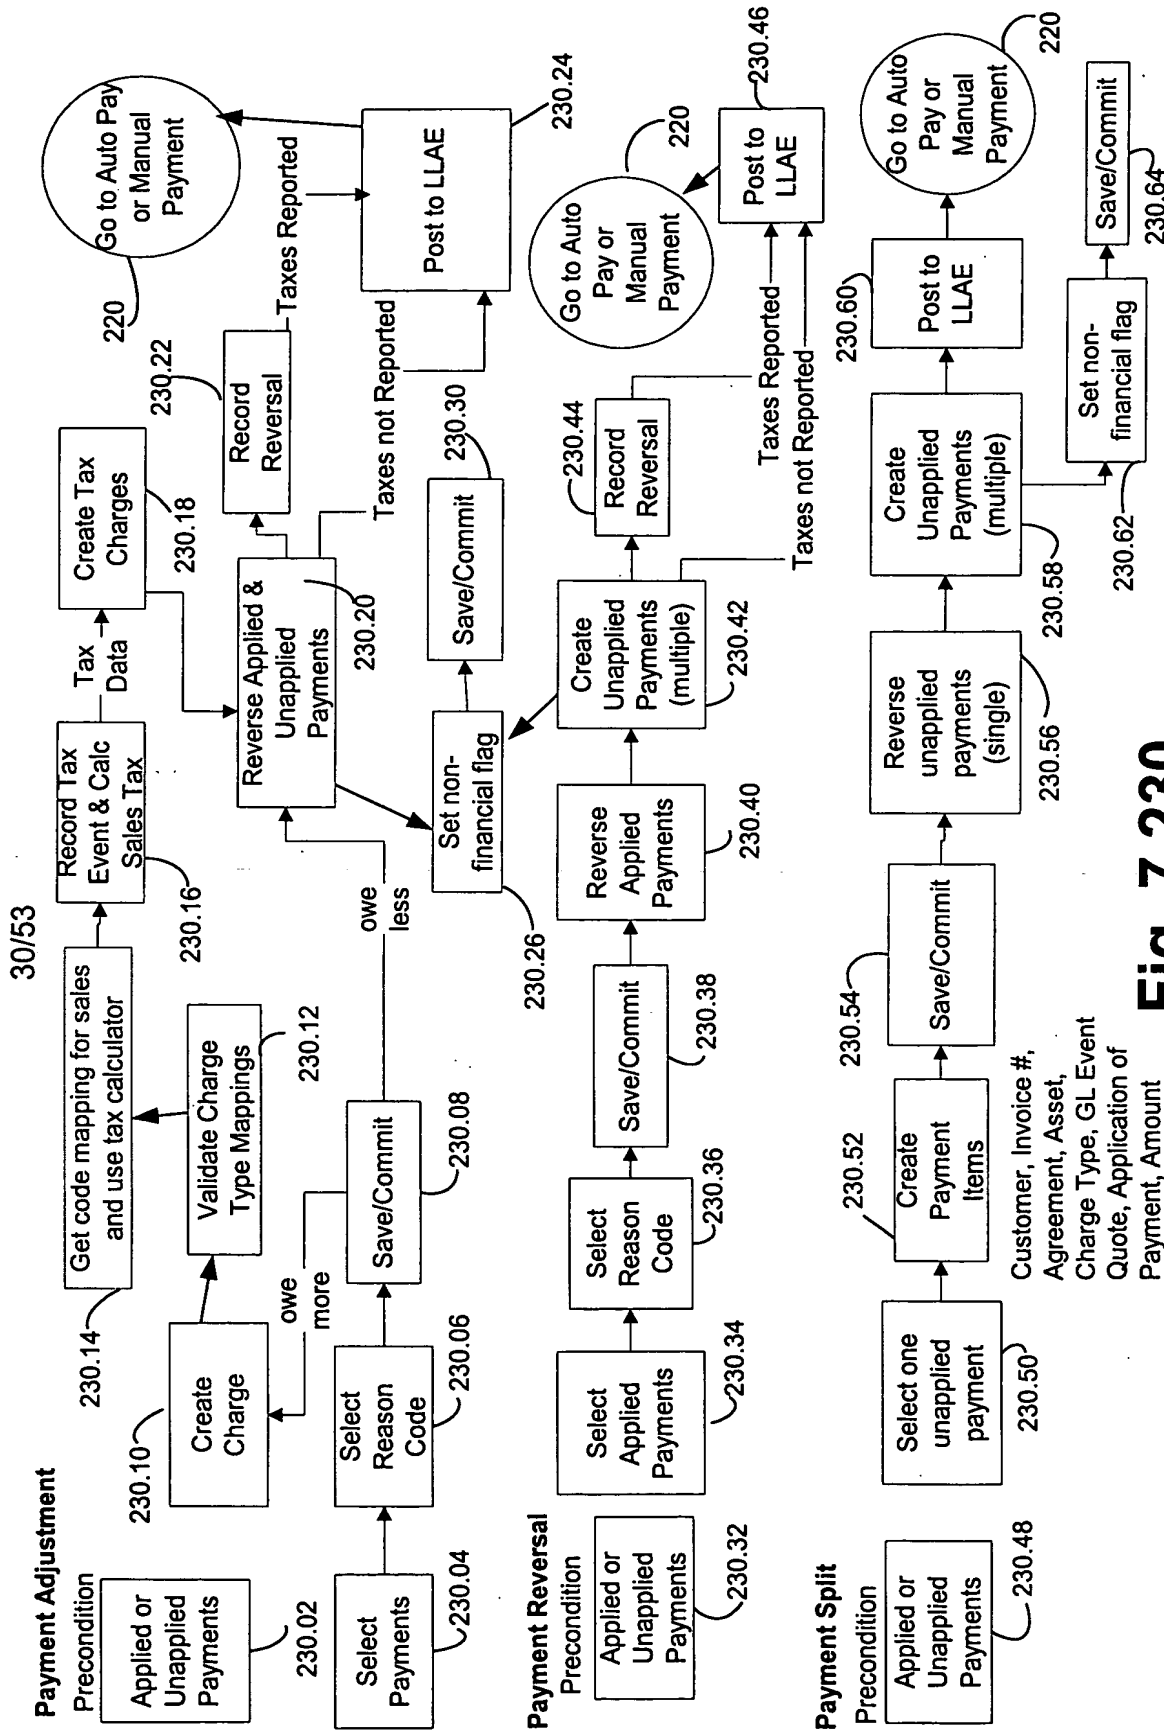 30/53
Payment Adjustment
Precondition
Applied or
Unapplied
Payments
230.02
Select
Payments
230.04
Select
Reason
Code
230.06
Save/Commit
230.08
owe
more
owe
less
Create
Charge
230.10
Validate Charge
Type Mappings
230.12
Get code mapping for sales
and use tax calculator
230.14
Record Tax
Event & Calc
Sales Tax
230.16
Tax
Data
Create Tax
Charges
230.18
Reverse Applied &
Unapplied
Payments
230.20
Record
Reversal
230.22
Taxes Reported
Taxes not Reported
Post to LLAE
230.24
Go to Auto Pay
or Manual
Payment
220
Set non-
financial flag
230.26
Save/Commit
230.30
Payment Reversal
Precondition
Applied or
Unapplied
Payments
230.32
Select
Applied
Payments
230.34
Select
Reason
Code
230.36
Save/Commit
230.38
Reverse
Applied
Payments
230.40
Create
Unapplied
Payments
(multiple)
230.42
Record
Reversal
230.44
Taxes Reported
Taxes not Reported
Post to
LLAE
230.46
Go to Auto
Pay or
Manual
Payment
220
Payment Split
Precondition
Applied or
Unapplied
Payments
230.48
Select one
unapplied
payment
230.50
Create
Payment
Items
230.52
Customer, Invoice #,
Agreement, Asset,
Charge Type, GL Event
Quote, Application of
Payment, Amount
Save/Commit
230.54
Reverse
unapplied
payments
(single)
230.56
Create
Unapplied
Payments
(multiple)
230.58
Post to
LLAE
230.60
Go to Auto
Pay or
Manual
Payment
220
Set non-
financial flag
230.62
Save/Commit
230.64
Fig. 7.230